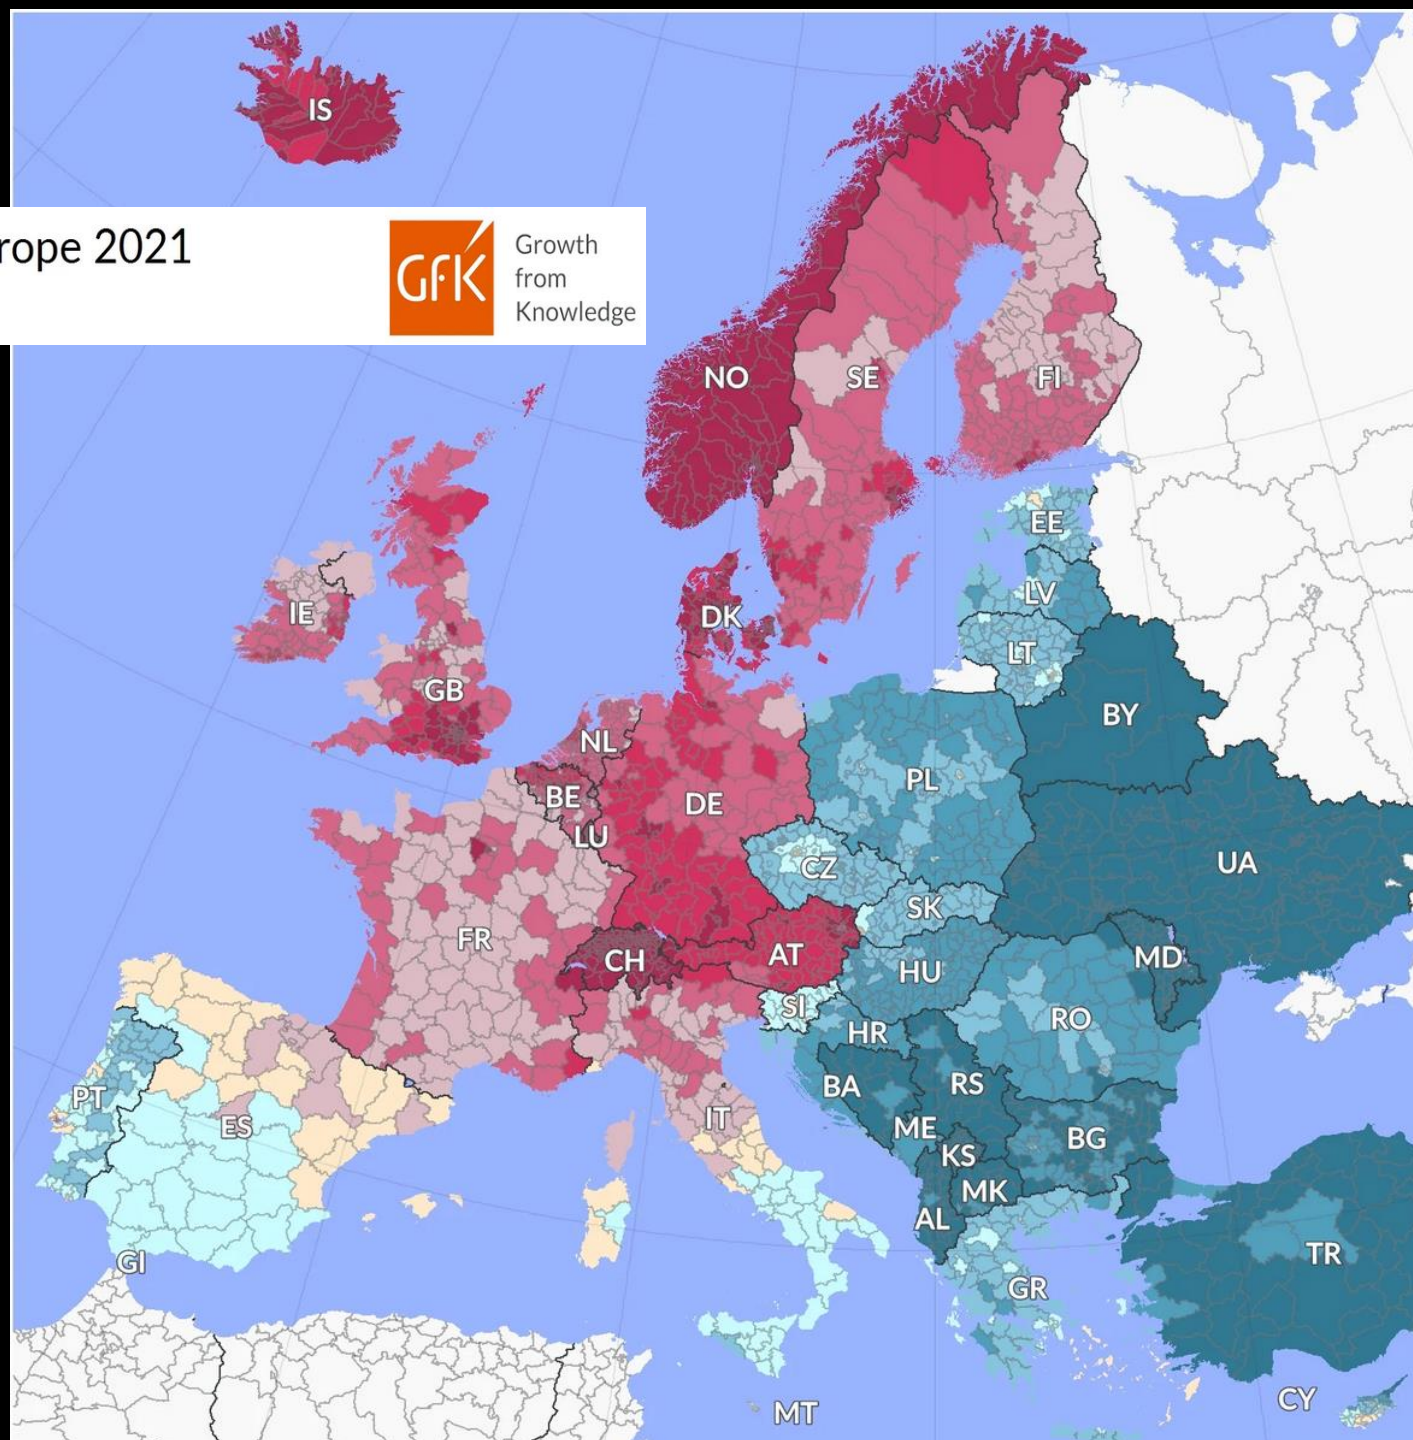 IS
rope 2021
GfK
Growth
from
Knowledge
NO
SE
FI
EE
LV
LT
IE
DK
GB
BY
NL
BE
LU
DE
PL
CZ
UA
SK
FR
CH
AT
HU
MD
SI
HR
RO
BA
RS
PT
ES
IT
ME
KS
BG
MK
AL
GI
GR
TR
MT
CY